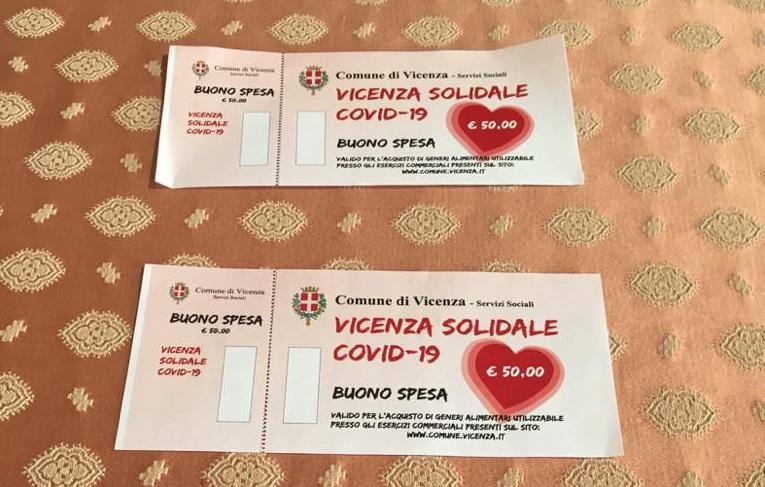 Comune di Vicenza
Servizi Sociali
BUONO SPESA
€ 50,00
VICENZA
SOLIDALE
COVID-19
Comune di Vicenza - Servizi Sociali
VICENZA SOLIDALE
COVID-19
€ 50,00
BUONO SPESA
VALIDO PER L'ACQUISTO DI GENERI ALIMENTARI UTILIZZABILE
PRESSO GLI ESERCIZI COMMERCIALI PRESENTI SUL SITO:
WWW.COMUNE.VICENZA.IT
Comune di Vicenza
Servizi Sociali
BUONO SPESA
€ 50,00
VICENZA
SOLIDALE
COVID-19
Comune di Vicenza - Servizi Sociali
VICENZA SOLIDALE
COVID-19
€ 50,00
BUONO SPESA
VALIDO PER L'ACQUISTO DI GENERI ALIMENTARI UTILIZZABILE
PRESSO GLI ESERCIZI COMMERCIALI PRESENTI SUL SITO:
WWW.COMUNE.VICENZA.IT